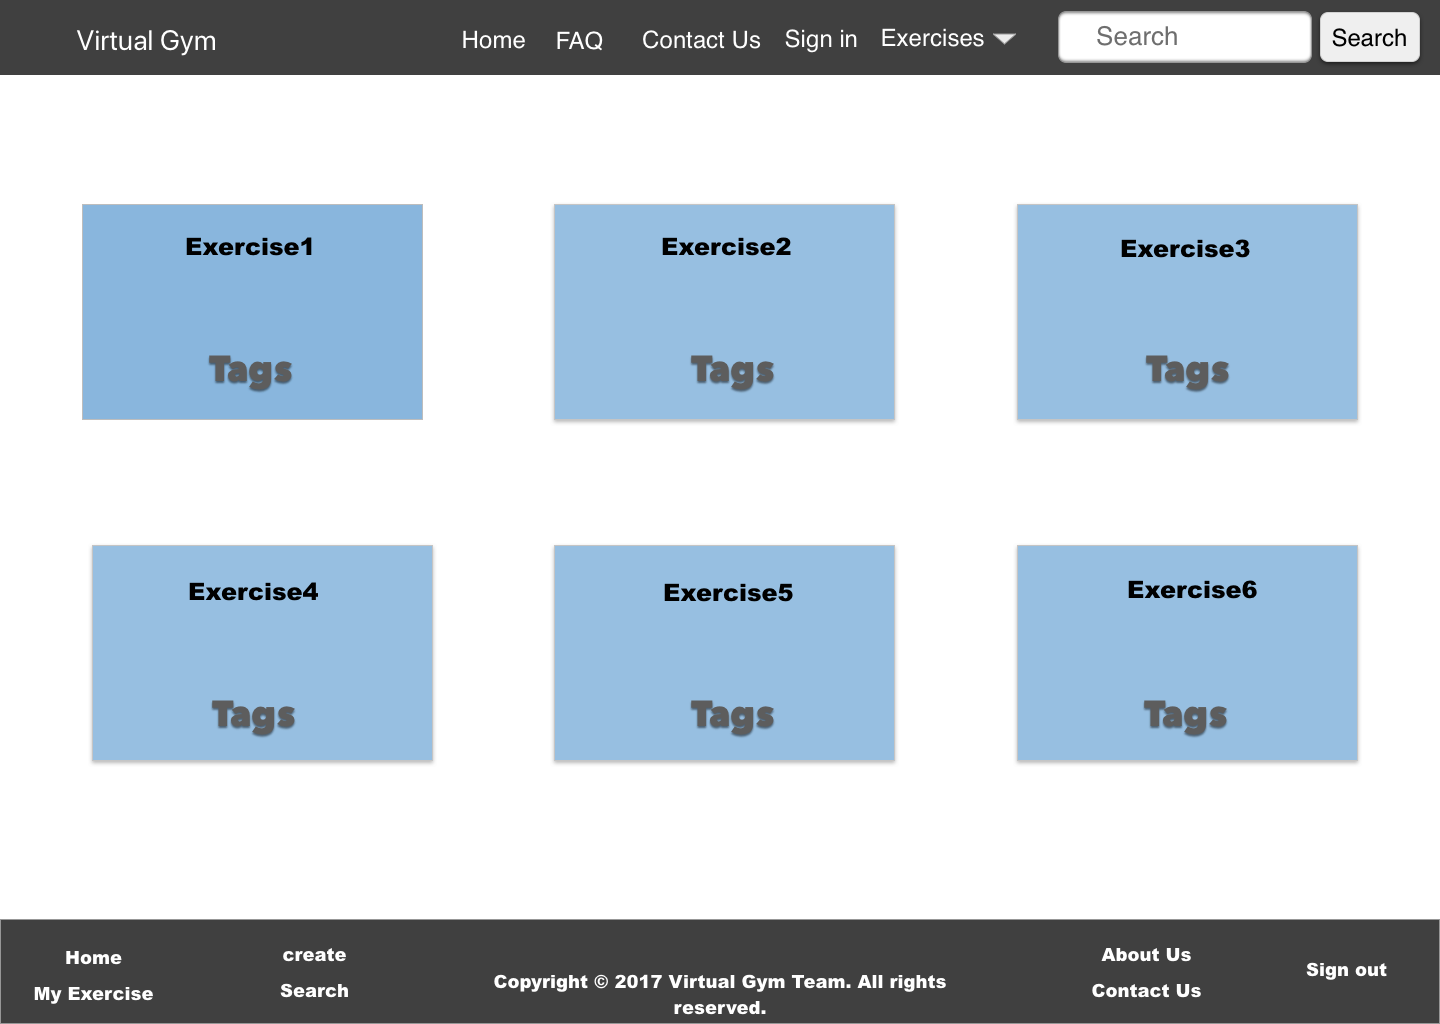 Virtual Gym Home FAQ Contact Us Sign in Exercises Search Search
Exercise1 Exercise2 Exercise3
Tags Tags Tags
Exercise4 Exercise5 Exercise6
Tags Tags Tags
Home create About Us
Sign out
My Exercise Search Contact Us
Copyright © 2017 Virtual Gym Team. All rights
reserved.